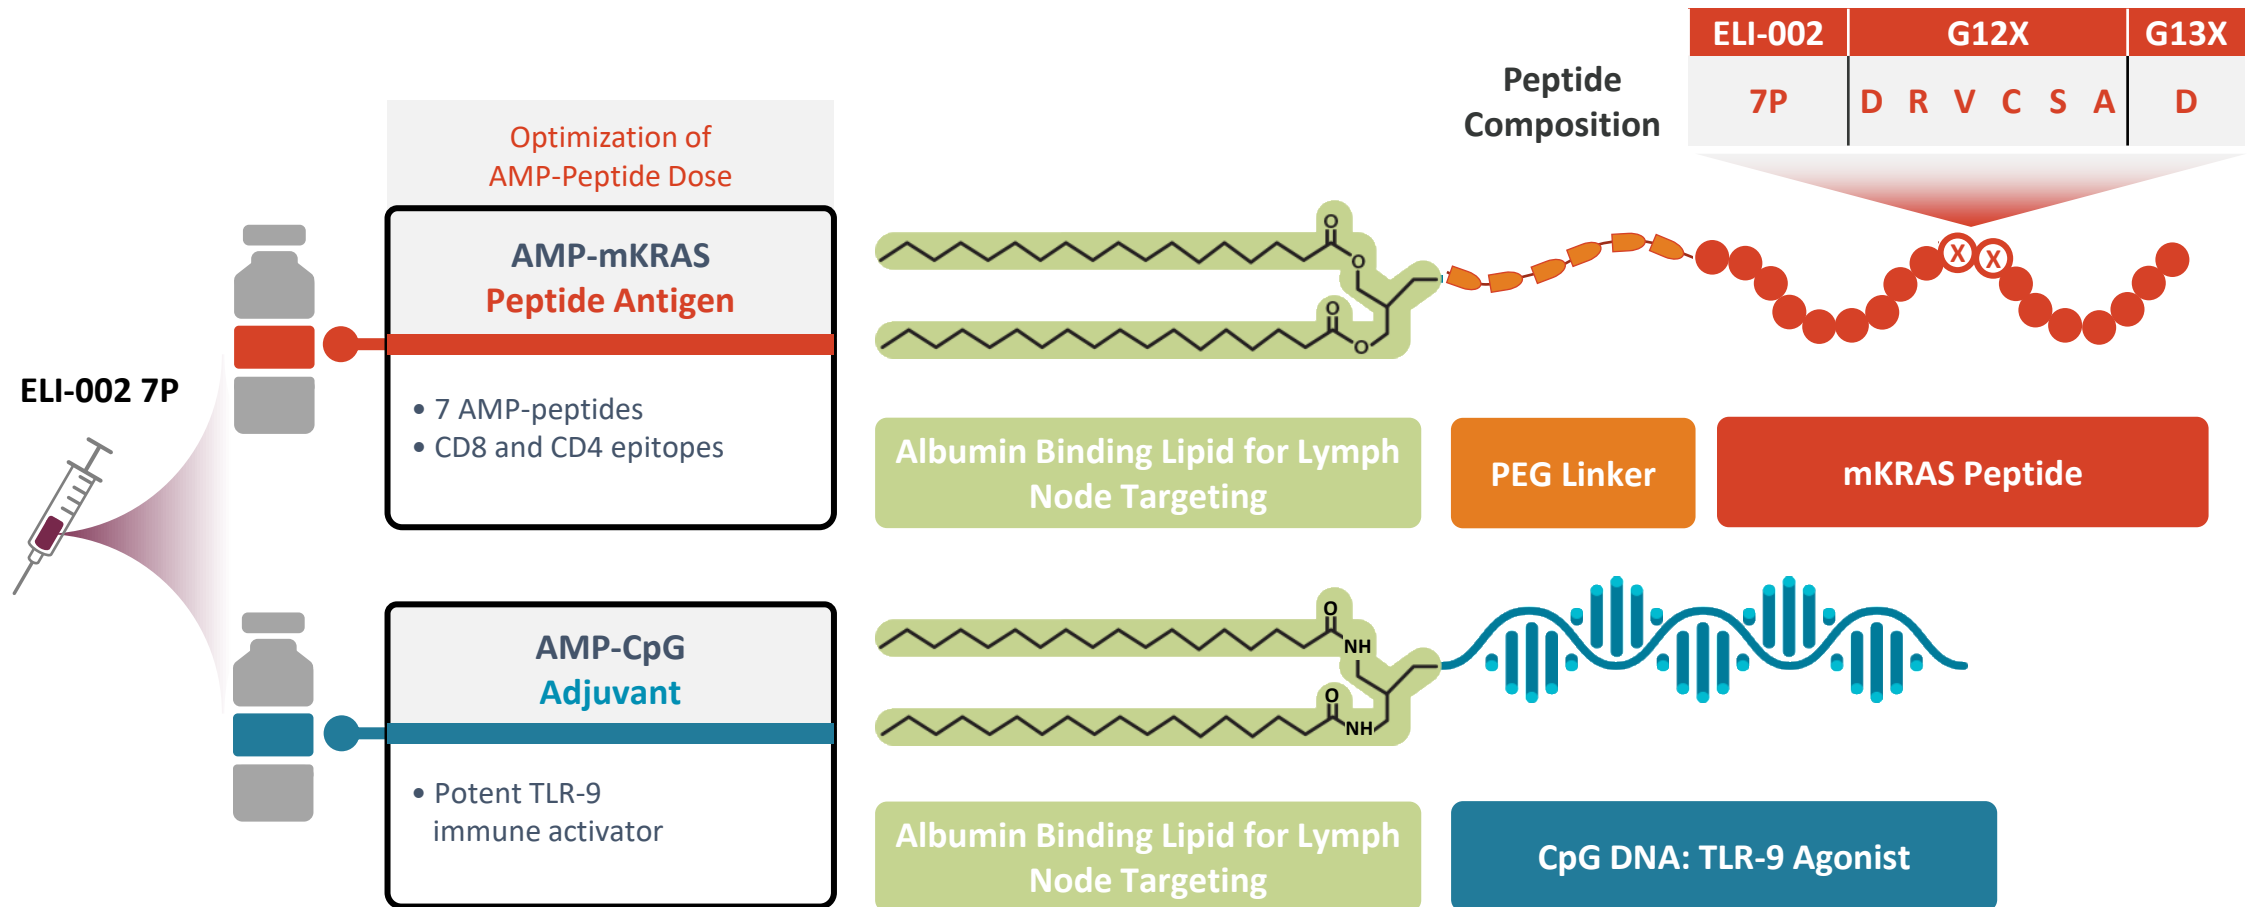 ELI-002 G12X G13X
Peptide
Composition
7P D R V C S A D
Optimization of
AMP-Peptide Dose
AMP-mKRAS
Peptide Antigen
• 7 AMP-peptides
• CD8 and CD4 epitopes
O
O
O
O
X X
ELI-002 7P
Albumin Binding Lipid for Lymph
Node Targeting
PEG Linker
mKRAS Peptide
AMP-CpG
Adjuvant
• Potent TLR-9
immune activator
O
NH
O
NH
Albumin Binding Lipid for Lymph
Node Targeting
CpG DNA: TLR-9 Agonist